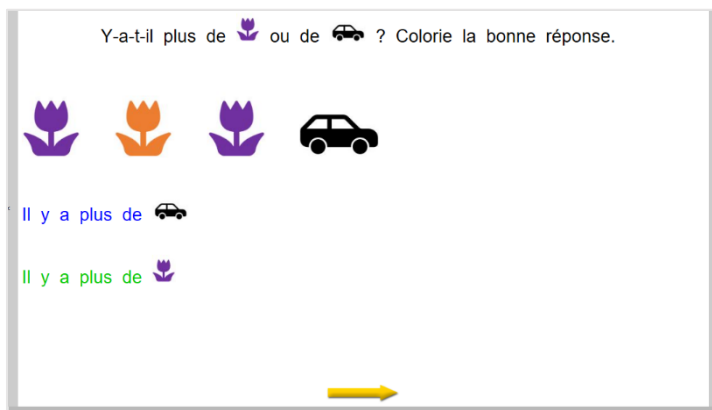 Y-a-t-il plus de ou de ? Colorie la bonne réponse.
Il y a plus de
Il y a plus de